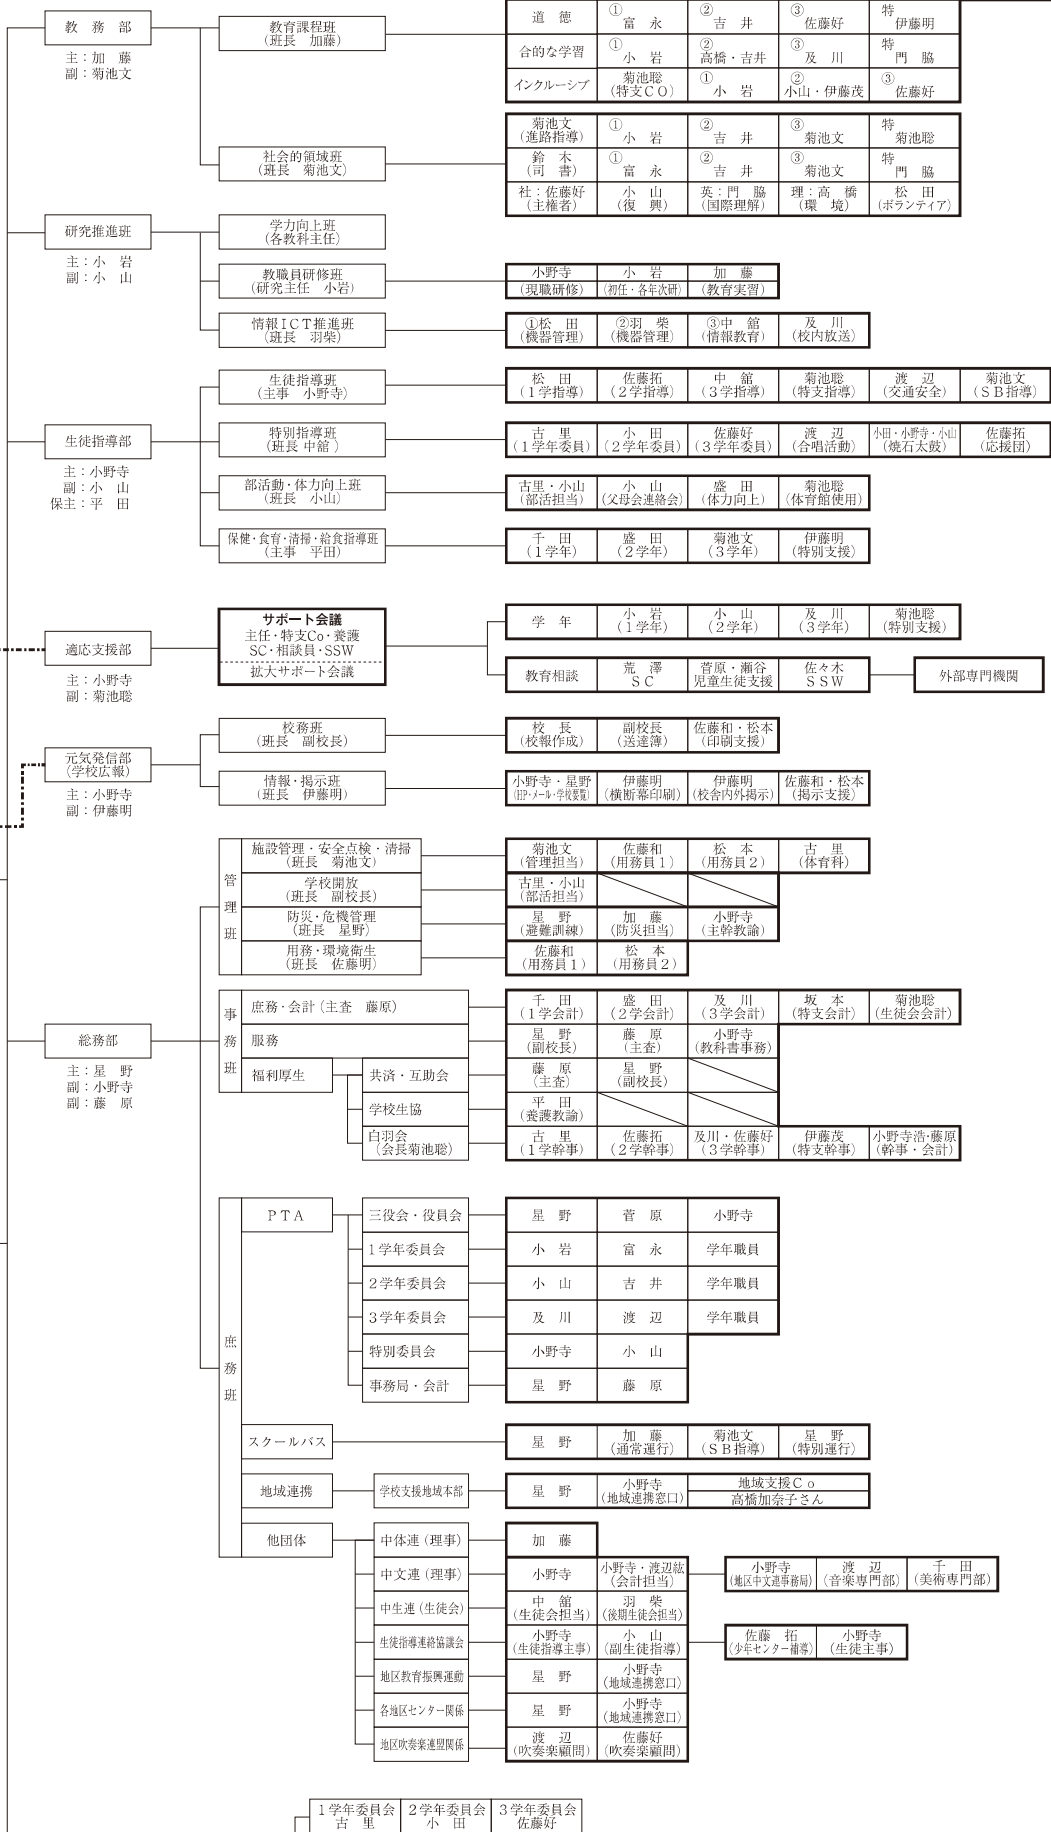 教 務 部
主：加 藤
副：菊池文
教育課程班
(班長 加藤)
道 徳
① 富 永
② 吉 井
③ 佐藤好
特 伊藤明
合的な学習
① 小 岩
② 高橋・吉井
③ 及 川
特 門 脇
インクルーシブ
菊池聡
(特支ＣＯ)
① 小 岩
② 小山・伊藤茂
③ 佐藤好
社会的領域班
(班長 菊池文)
菊池文
(進路指導)
① 小 岩
② 吉 井
③ 菊池文
特 菊池聡
鈴 木
(司 書)
① 富 永
② 吉 井
③ 菊池文
特 門 脇
社：佐藤好
(主権者)
小 山
(復 興)
英：門 脇
(国際理解)
理：高 橋
(環 境)
松 田
(ボランティア)
研究推進班
主：小 岩
副：小 山
学力向上班
(各教科主任)
教職員研修班
(研究主任 小岩)
小野寺
(現職研修)
小 岩
(初任・各年次研)
加 藤
(教育実習)
情報ＩＣＴ推進班
(班長 羽柴)
①松 田
(機器管理)
②羽 柴
(機器管理)
③中 舘
(情報教育)
及 川
(校内放送)
生徒指導部
主：小野寺
副：小 山
保主：平 田
生徒指導班
(主事 小野寺)
松 田
(１学指導)
佐藤拓
(２学指導)
中 舘
(３学指導)
菊池聡
(特支指導)
渡 辺
(交通安全)
菊池文
(ＳＢ指導)
特別指導班
(班長 中舘 )
古 里
(１学年委員)
小 田
(２学年委員)
佐藤好
(３学年委員)
渡 辺
(合唱活動)
小田・小野寺・小山
(焼石太鼓)
佐藤拓
(応援団)
部活動・体力向上班
(班長 小山)
古里・小山
(部活担当)
小 山
(父母会連絡会)
盛 田
(体力向上)
菊池聡
(体育館使用)
保健・食育・清掃・給食指導班
(主事 平田)
千 田
(１学年)
盛 田
(２学年)
菊池文
(３学年)
伊藤明
(特別支援)
適応支援部
主：小野寺
副：菊池聡
サポート会議
主任・特支Co・養護
SC・相談員・SSW
拡大サポート会議
学 年
小 岩
(１学年)
小 山
(２学年)
及 川
(３学年)
菊池聡
(特別支援)
教育相談
荒 澤
ＳＣ
菅原・瀬谷
児童生徒支援
佐々木
ＳＳＷ
外部専門機関
元気発信部
(学校広報)
主：小野寺
副：伊藤明
校務班
(班長 副校長)
校 長
(校報作成)
副校長
(送達簿)
佐藤和・松本
(印刷支援)
情報・掲示班
(班長 伊藤明)
小野寺・星野
(HP・メール・学校要覧)
伊藤明
(横断幕印刷)
伊藤明
(校舎内外掲示)
佐藤和・松本
(掲示支援)
総務部
主：星 野
副：小野寺
副：藤 原
管理班
施設管理・安全点検・清掃
(班長 菊池文)
菊池文
(管理担当)
佐藤和
(用務員１)
松 本
(用務員２)
古 里
(体育科)
学校開放
(班長 副校長)
古里・小山
(部活担当)
防災・危機管理
(班長 星野)
星 野
(避難訓練)
加 藤
(防災担当)
小野寺
(主幹教諭)
用務・環境衛生
(班長 佐藤明)
佐藤和
(用務員１)
松 本
(用務員２)
事務班
庶務・会計(主査 藤原)
千 田
(１学会計)
盛 田
(２学会計)
及 川
(３学会計)
坂 本
(特支会計)
菊池聡
(生徒会会計)
服務
星 野
(副校長)
藤 原
(主査)
小野寺
(教科書事務)
福利厚生
共済・互助会
藤 原
(主査)
星 野
(副校長)
学校生協
平 田
(養護教諭)
白羽会
(会長菊池聡)
古 里
(１学幹事)
佐藤拓
(２学幹事)
及川・佐藤好
(３学幹事)
伊藤茂
(特支幹事)
小野寺浩・藤原
(幹事・会計)
庶務班
ＰＴＡ
三役会・役員会
星 野
菅 原
小野寺
１学年委員会
小 岩
富 永
学年職員
２学年委員会
小 山
吉 井
学年職員
３学年委員会
及 川
渡 辺
学年職員
特別委員会
小野寺
小 山
事務局・会計
星 野
藤 原
スクールバス
星 野
加 藤
(通常運行)
菊池文
(ＳＢ指導)
星 野
(特別運行)
地域連携
学校支援地域本部
星 野
小野寺
(地域連携窓口)
地域支援Ｃｏ
高橋加奈子さん
他団体
中体連(理事)
加 藤
中文連(理事)
小野寺
小野寺・渡辺紘
(会計担当)
小野寺
(地区中文連事務局)
渡 辺
(音楽専門部)
千 田
(美術専門部)
中生連(生徒会)
中 舘
(生徒会担当)
羽 柴
(後期生徒会担当)
生徒指導連絡協議会
小野寺
(生徒指導主事)
小 山
(副生徒指導)
佐藤 拓
(少年センター補導)
小野寺
(生徒主事)
地区教育振興運動
星 野
小野寺
(地域連携窓口)
各地区センター関係
星 野
小野寺
(地域連携窓口)
地区吹奏楽連盟関係
渡 辺
(吹奏楽顧問)
佐藤好
(吹奏楽顧問)
１学年委員会
古 里
２学年委員会
小 田
３学年委員会
佐藤好